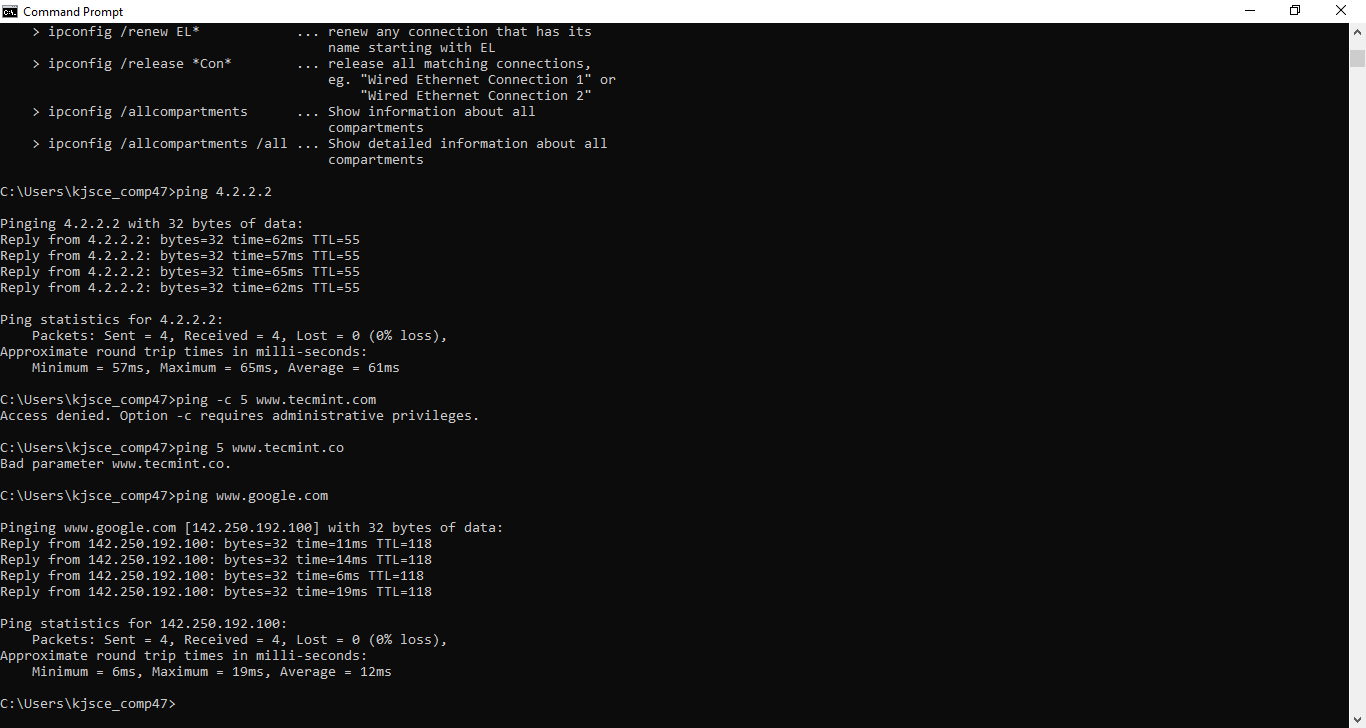 Command Prompt
> ipconfig /renew EL*            ... renew any connection that has its
name starting with EL
> ipconfig /release *Con*        ... release all matching connections,
eg. "Wired Ethernet Connection 1" or
"Wired Ethernet Connection 2"
> ipconfig /allcompartments      ... Show information about all
compartments
> ipconfig /allcompartments /all ... Show detailed information about all
compartments
C:\Users\kjsce_comp47>ping 4.2.2.2
Pinging 4.2.2.2 with 32 bytes of data:
Reply from 4.2.2.2: bytes=32 time=62ms TTL=55
Reply from 4.2.2.2: bytes=32 time=57ms TTL=55
Reply from 4.2.2.2: bytes=32 time=65ms TTL=55
Reply from 4.2.2.2: bytes=32 time=62ms TTL=55
Ping statistics for 4.2.2.2:
Packets: Sent = 4, Received = 4, Lost = 0 (0% loss),
Approximate round trip times in milli-seconds:
Minimum = 57ms, Maximum = 65ms, Average = 61ms
C:\Users\kjsce_comp47>ping -c 5 www.tecmint.com
Access denied. Option -c requires administrative privileges.
C:\Users\kjsce_comp47>ping 5 www.tecmint.co
Bad parameter www.tecmint.co.
C:\Users\kjsce_comp47>ping www.google.com
Pinging www.google.com [142.250.192.100] with 32 bytes of data:
Reply from 142.250.192.100: bytes=32 time=11ms TTL=118
Reply from 142.250.192.100: bytes=32 time=14ms TTL=118
Reply from 142.250.192.100: bytes=32 time=6ms TTL=118
Reply from 142.250.192.100: bytes=32 time=19ms TTL=118
Ping statistics for 142.250.192.100:
Packets: Sent = 4, Received = 4, Lost = 0 (0% loss),
Approximate round trip times in milli-seconds:
Minimum = 6ms, Maximum = 19ms, Average = 12ms
C:\Users\kjsce_comp47>